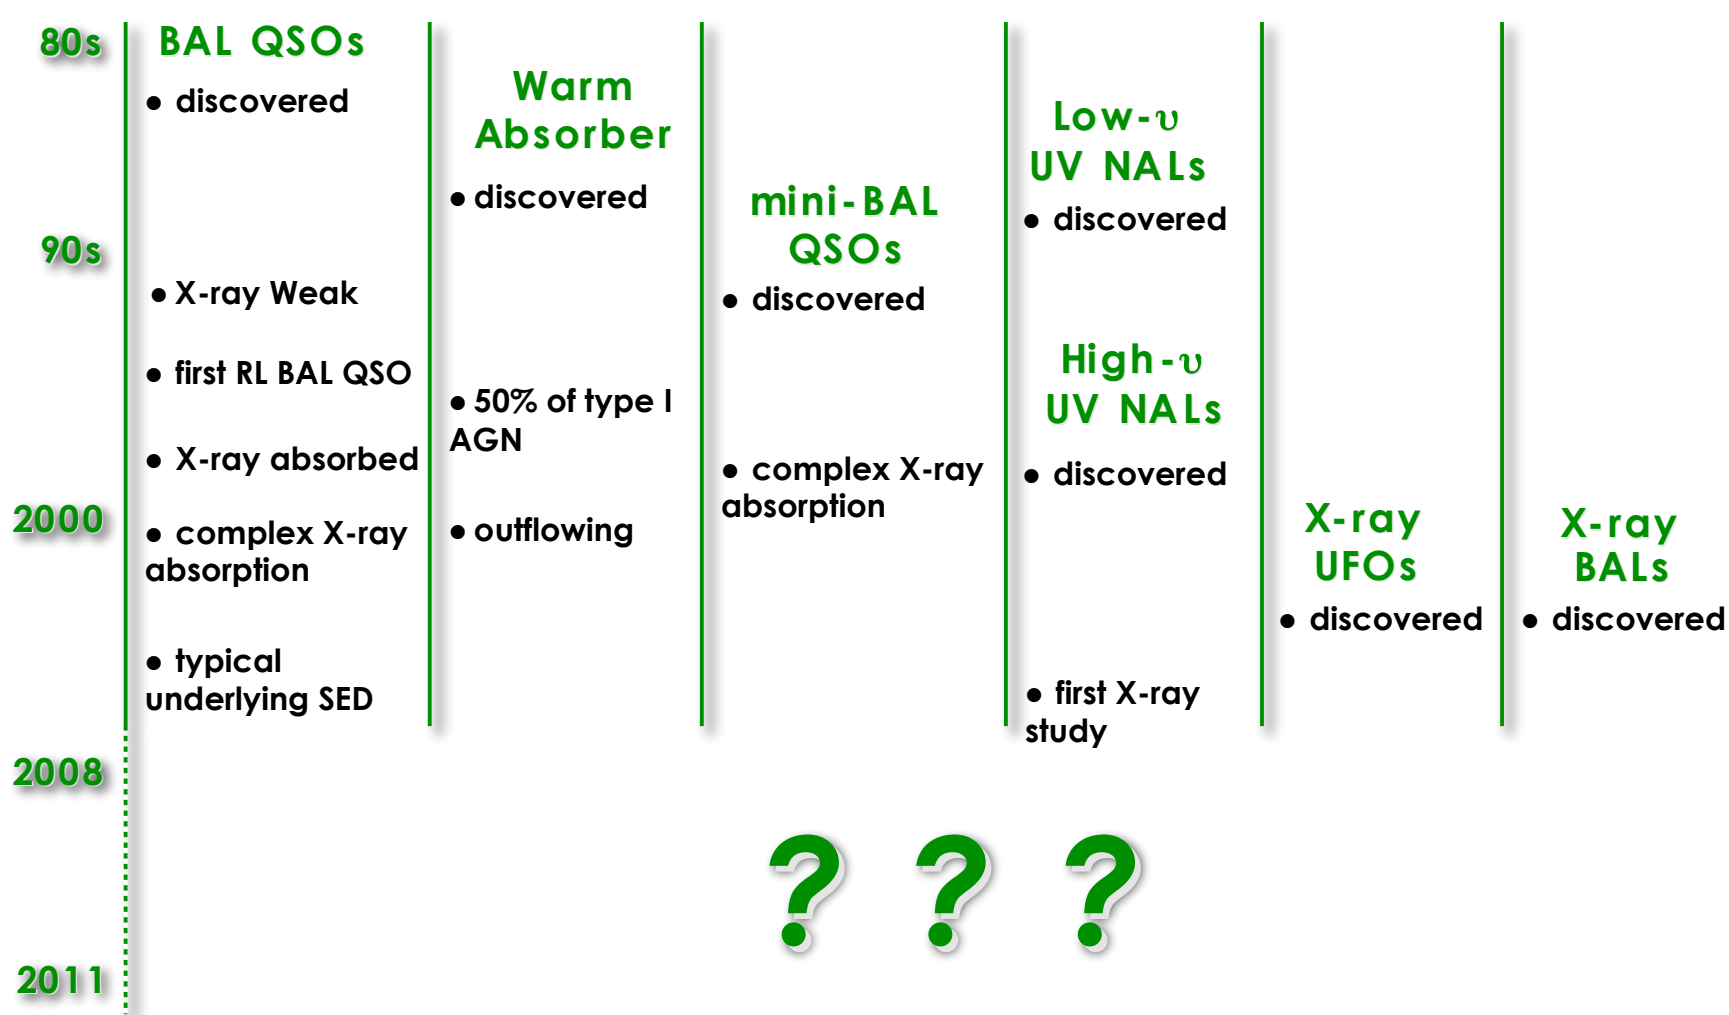 80s
90s
2000
2008
2011
BAL QSOs
● discovered
● X-ray Weak
● first RL BAL QSO
● X-ray absorbed
● complex X-ray
absorption
● typical
underlying SED
Warm
Absorber
● discovered
● 50% of type I
AGN
● outflowing
mini-BAL
QSOs
● discovered
● complex X-ray
absorption
Low-υ
UV NALs
● discovered
High-υ
UV NALs
● discovered
● first X-ray
study
X-ray
UFOs
● discovered
X-ray
BALs
● discovered
? ? ?